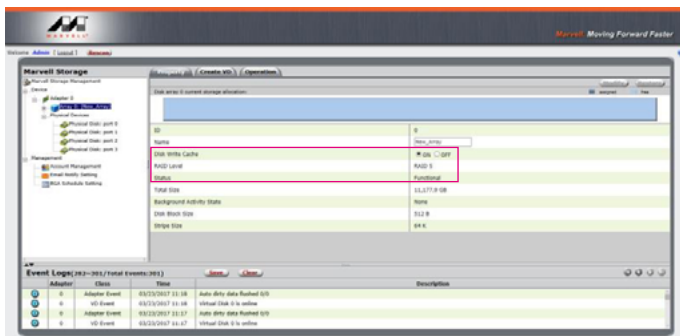 MARVELL
Marvell. Moving Forward Faster
Welcome Admin [Logout]
Marvell Storage
Property Create VD Operation
Marvell Storage Management
Device
Adapter 0
Array 0: [New_Array]
Physical Devices
Physical Disk: port 0
Physical Disk: port 1
Physical Disk: port 2
Physical Disk: port 3
Management
Account Management
Email Notify Setting
BGA Schedule Setting
Disk array 0 current storage allocation:
assigned free
ID 0
Name New_Array
Disk Write Cache ON OFF
RAID Level RAID 5
Status Functional
Total Size 11,177.9 GB
Background Activity State None
Disk Block Size 512 B
Stripe Size 64 K
Event Logs(282~301/Total Events:301) Save Clear
Adapter Class Time Description
0 Adapter Event 03/23/2017 11:18 Auto dirty data flushed 0/0
0 VD Event 03/23/2017 11:18 Virtual Disk 0 is online
0 Adapter Event 03/23/2017 11:17 Auto dirty data flushed 0/0
0 VD Event 03/23/2017 11:17 Virtual Disk 0 is online